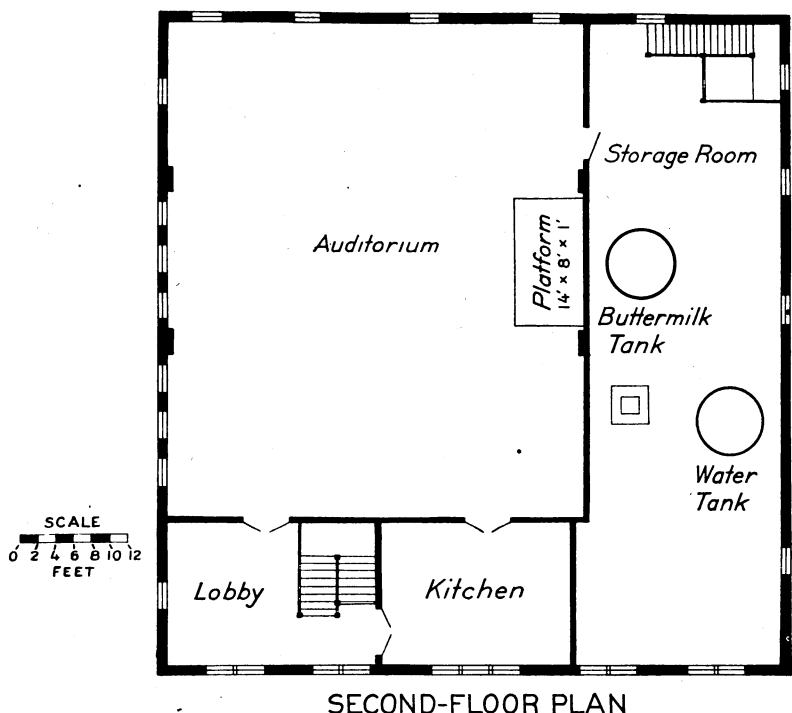 Storage Room
Auditorium
Platform
14' × 8' × 1'
Buttermilk
Tank
Water
Tank
SCALE
0 2 4 6 8 10 12
FEET
Lobby
Kitchen
SECOND-FLOOR PLAN